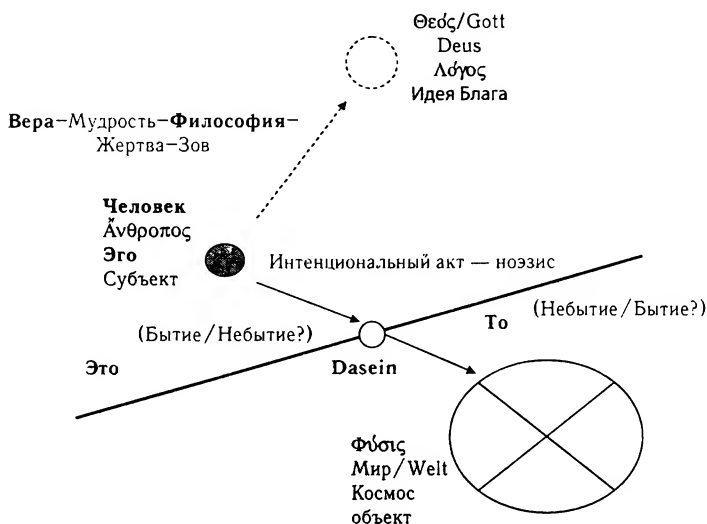 Θεός/Gott
Deus
Λόγος
Идея Блага
Вера–Мудрость–Философия–
Жертва–Зов
Человек
Ἄνθροπος
Эго
Субъект
Интенциональный акт — ноэзис
(Бытие/Небытие?)
То
(Небытие/Бытие?)
Это
Dasein
Φύσις
Мир/Welt
Космос
объект